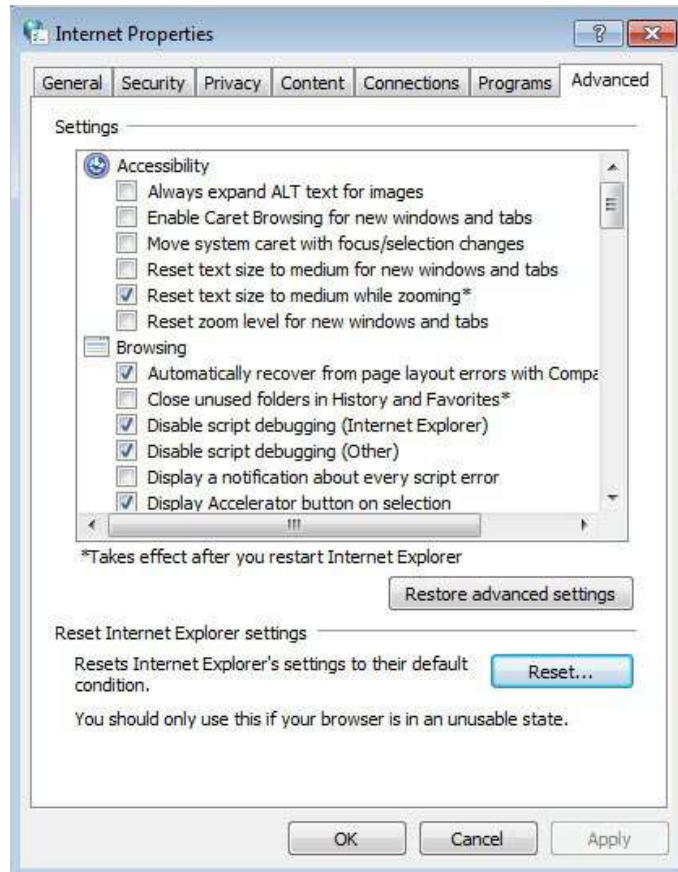 Internet Properties
General Security Privacy Content Connections Programs Advanced
Settings
Accessibility
Always expand ALT text for images
Enable Caret Browsing for new windows and tabs
Move system caret with focus/selection changes
Reset text size to medium for new windows and tabs
Reset text size to medium while zooming*
Reset zoom level for new windows and tabs
Browsing
Automatically recover from page layout errors with Compa
Close unused folders in History and Favorites*
Disable script debugging (Internet Explorer)
Disable script debugging (Other)
Display a notification about every script error
Display Accelerator button on selection
*Takes effect after you restart Internet Explorer
Restore advanced settings
Reset Internet Explorer settings
Resets Internet Explorer's settings to their default
condition.
Reset...
You should only use this if your browser is in an unusable state.
OK Cancel Apply